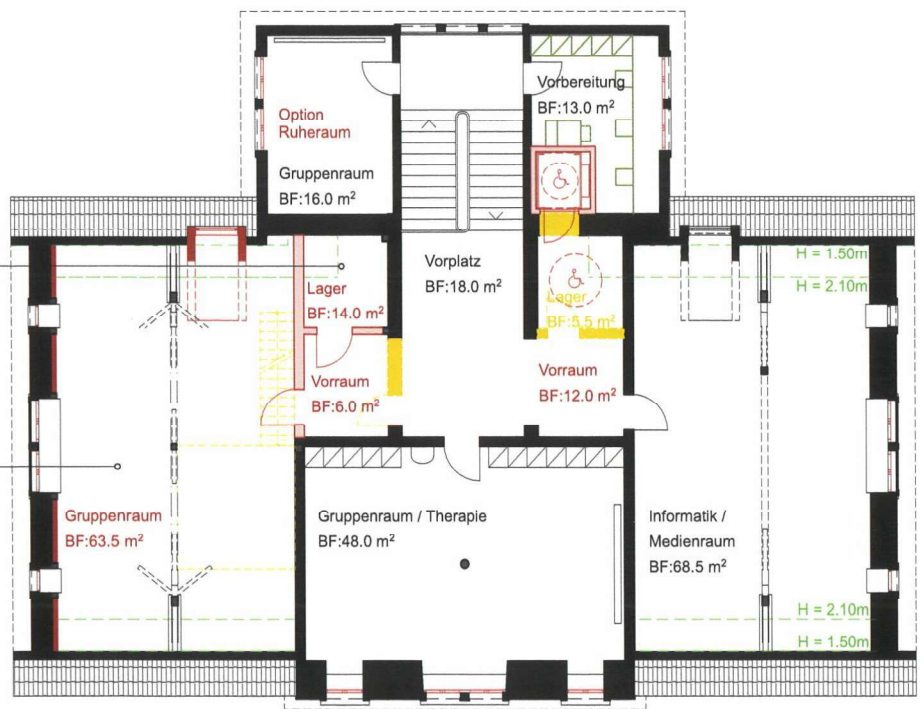 Option
Ruheraum
Gruppenraum
BF:16.0 m²
Vorbereitung
BF:13.0 m²
Vorplatz
BF:18.0 m²
Lager
BF:14.0 m²
Lager
BF:5.5 m²
H = 1.50m
H = 2.10m
Vorraum
BF:6.0 m²
Vorraum
BF:12.0 m²
Gruppenraum
BF:63.5 m²
Gruppenraum / Therapie
BF:48.0 m²
Informatik /
Medienraum
BF:68.5 m²
H = 2.10m
H = 1.50m